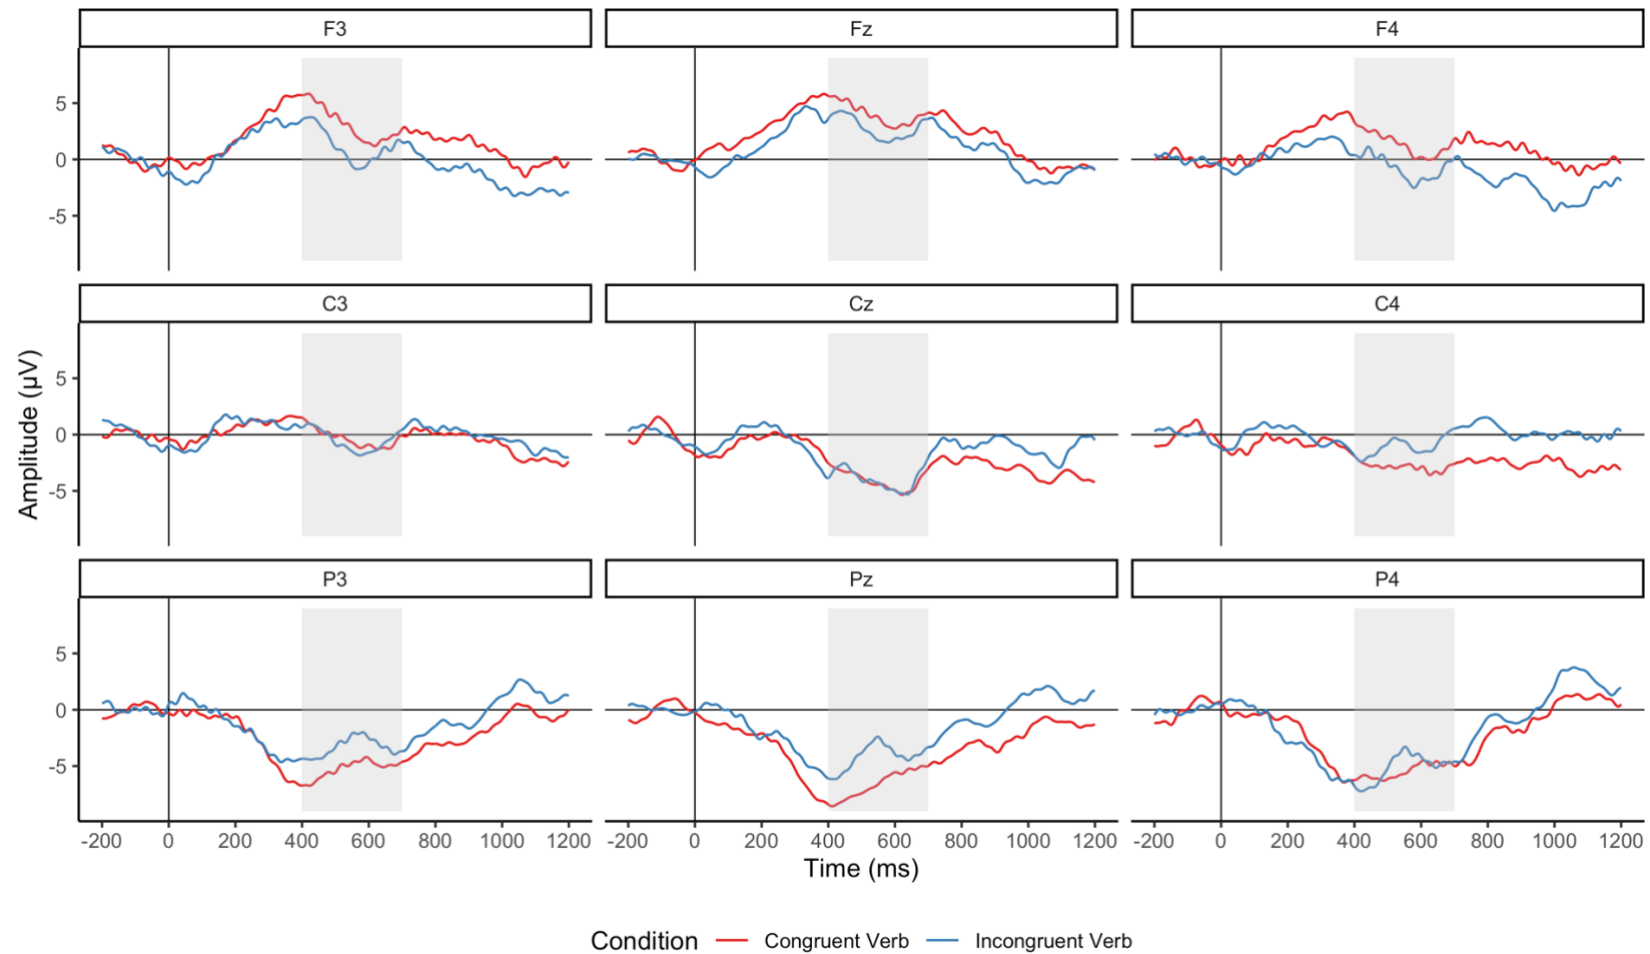 F3 Fz F4
5
0
-5
C3 Cz C4
5
0
-5
Amplitude (µV)
P3 Pz P4
5
0
-5
-200 0 200 400 600 800 1000 1200 -200 0 200 400 600 800 1000 1200 -200 0 200 400 600 800 1000 1200
Time (ms)
Condition Congruent Verb Incongruent Verb